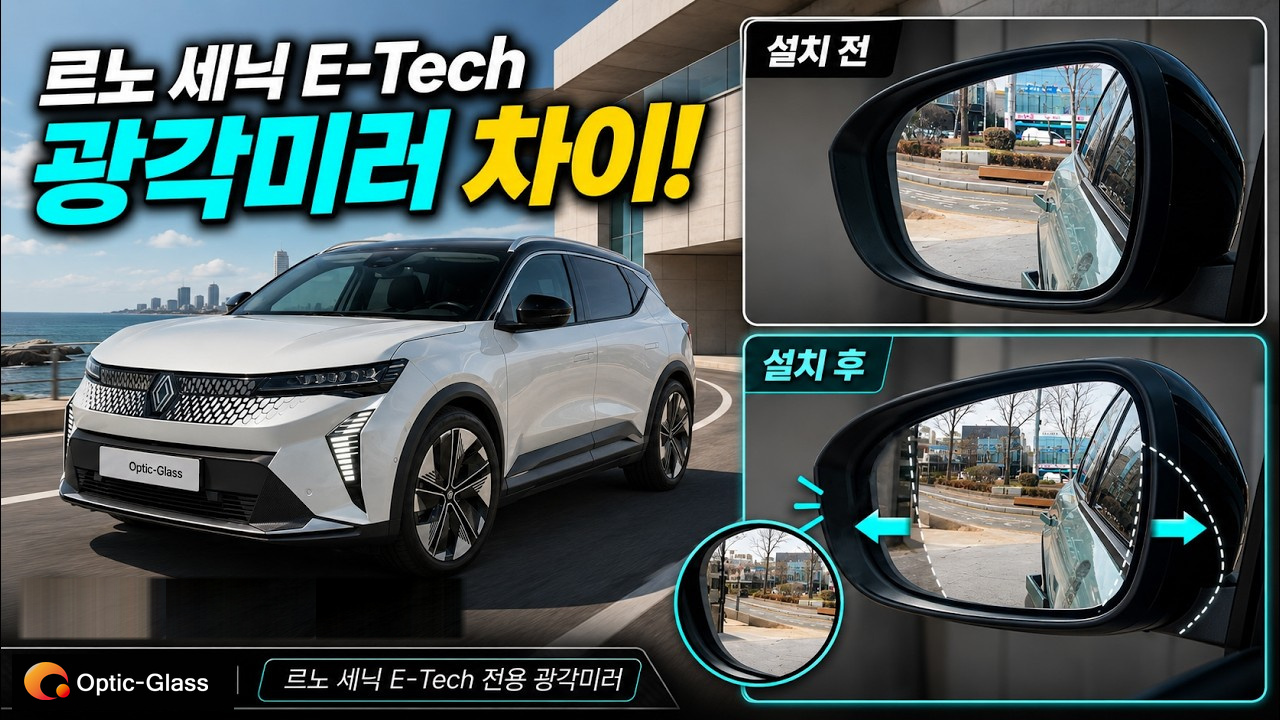 르노 세닉 E-Tech
광각미러 차이!
설치 전
설치 후
Optic-Glass
Optic-Glass
르노 세닉 E-Tech 전용 광각미러